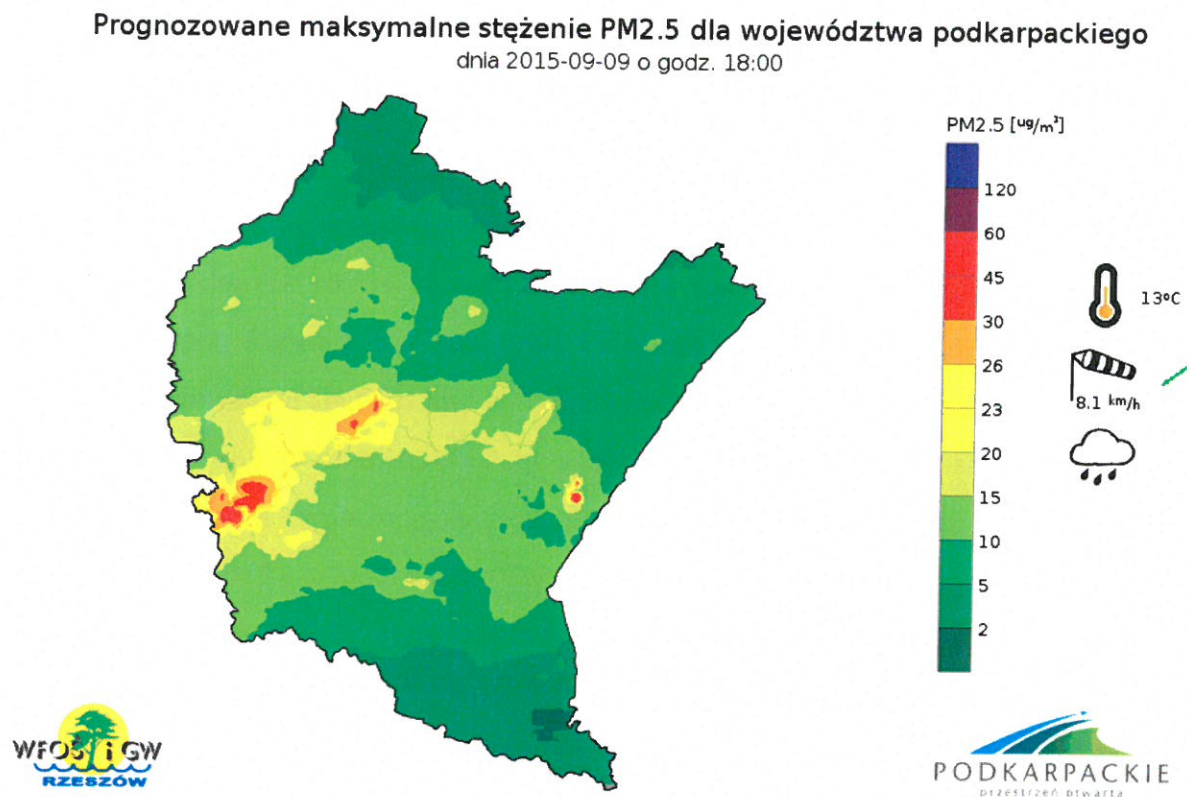 Prognozowane maksymalne stężenie PM2.5 dla województwa podkarpackiego
dnia 2015-09-09 o godz. 18:00
PM2.5 [ug/m³]
120
60
45
30
26
23
20
15
10
5
2
13ºC
8.1 km/h
WFOŚ i GW
RZESZÓW
PODKARPACKIE
przestrzeń otwarta